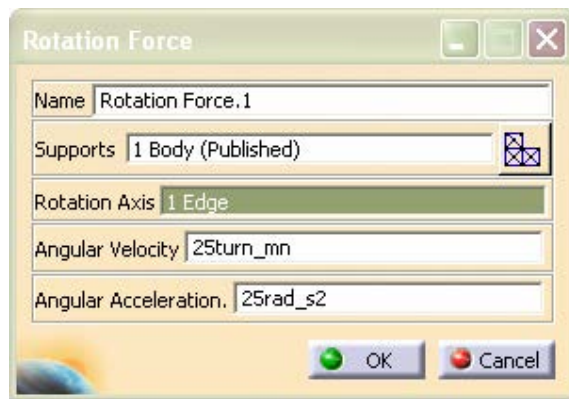 Rotation Force
Name Rotation Force.1
Supports 1 Body (Published)
Rotation Axis 1 Edge
Angular Velocity 25turn_mn
Angular Acceleration. 25rad_s2
OK Cancel